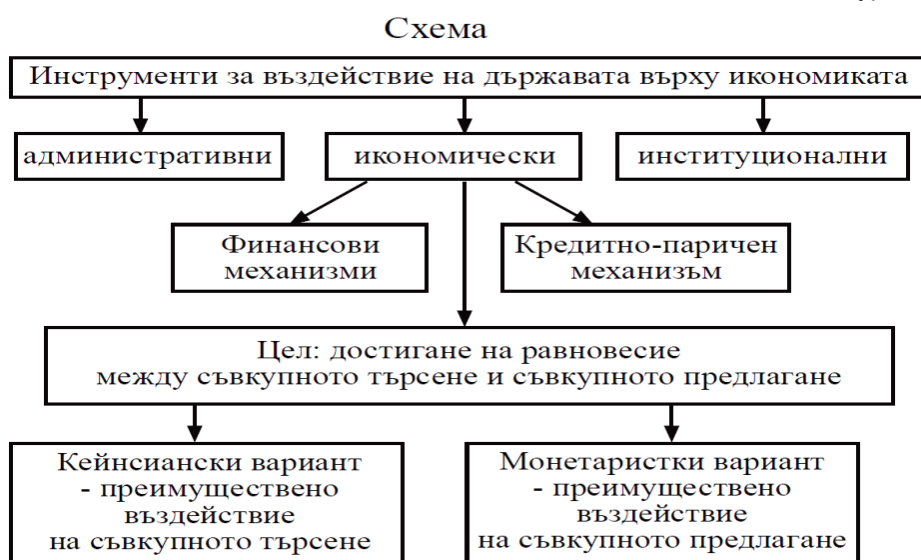 Схема
Инструменти за въздействие на държавата върху икономиката
административни
икономически
институционални
Финансови
механизми
Кредитно-паричен
механизъм
Цел: достигане на равновесие
между съвкупното търсене и съвкупното предлагане
Кейнсиански вариант
- преимуществено
въздействие
на съвкупното търсене
Монетаристки вариант
- преимуществено
въздействие
на съвкупното предлагане